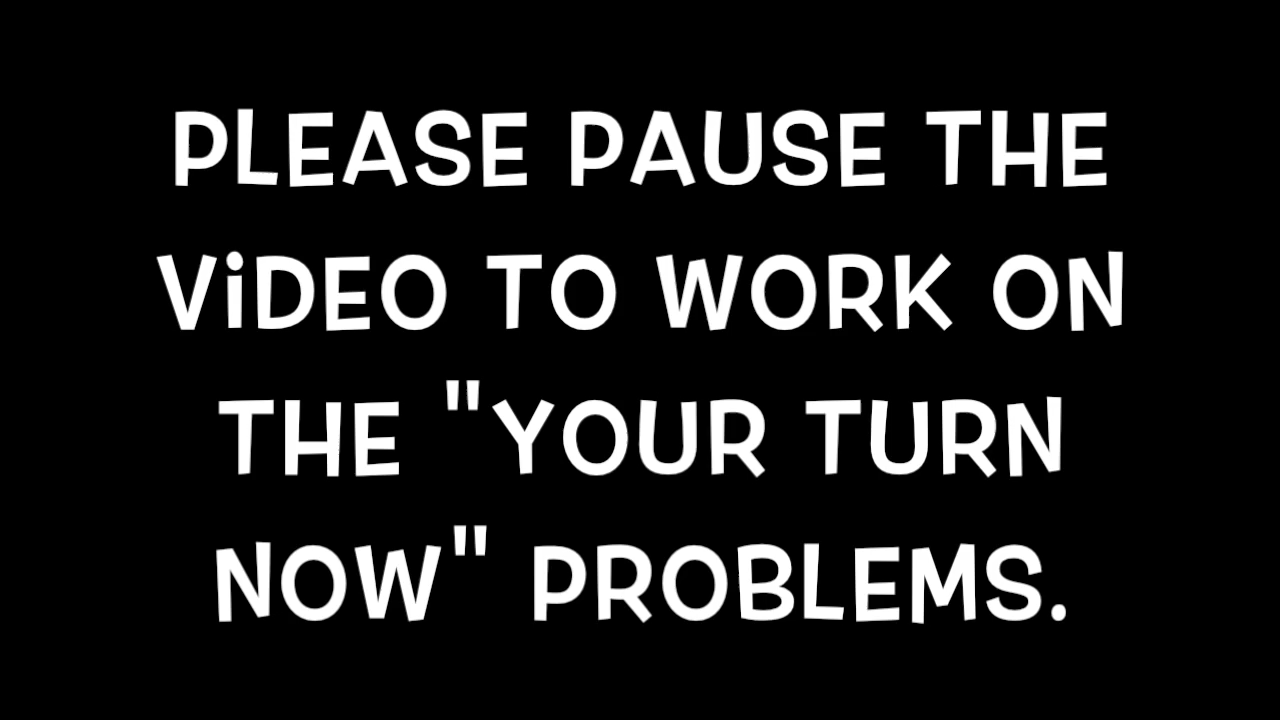 PLEASE PAUSE THE
ViDEO TO WORK ON
THE "YOUR TURN
NOW" PROBLEMS.